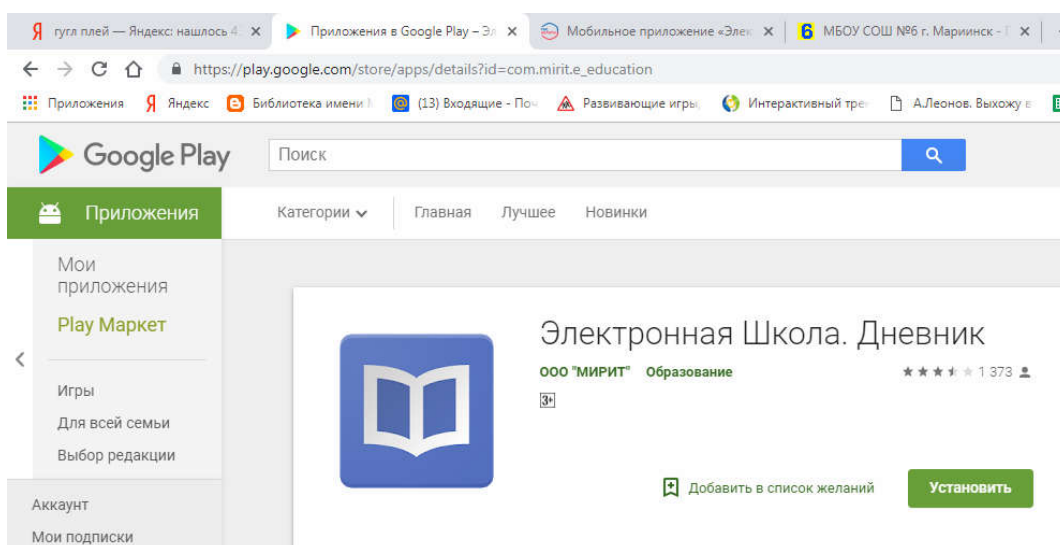 гугл плей — Яндекс: нашлось 4
Приложения в Google Play – Эл
Мобильное приложение «Элек
6 МБОУ СОШ №6 г. Мариинск - Г
https://play.google.com/store/apps/details?id=com.mirit.e_education
Приложения
Я Яндекс
Библиотека имени
(13) Входящие - Поч
Развивающие игры,
Интерактивный тре
А.Леонов. Выхожу в
Google Play
Поиск
Приложения
Категории
Главная
Лучшее
Новинки
Мои
приложения
Play Маркет
Игры
Для всей семьи
Выбор редакции
Аккаунт
Мои подписки
Электронная Школа. Дневник
ООО "МИРИТ" Образование
1 373
3+
Добавить в список желаний
Установить